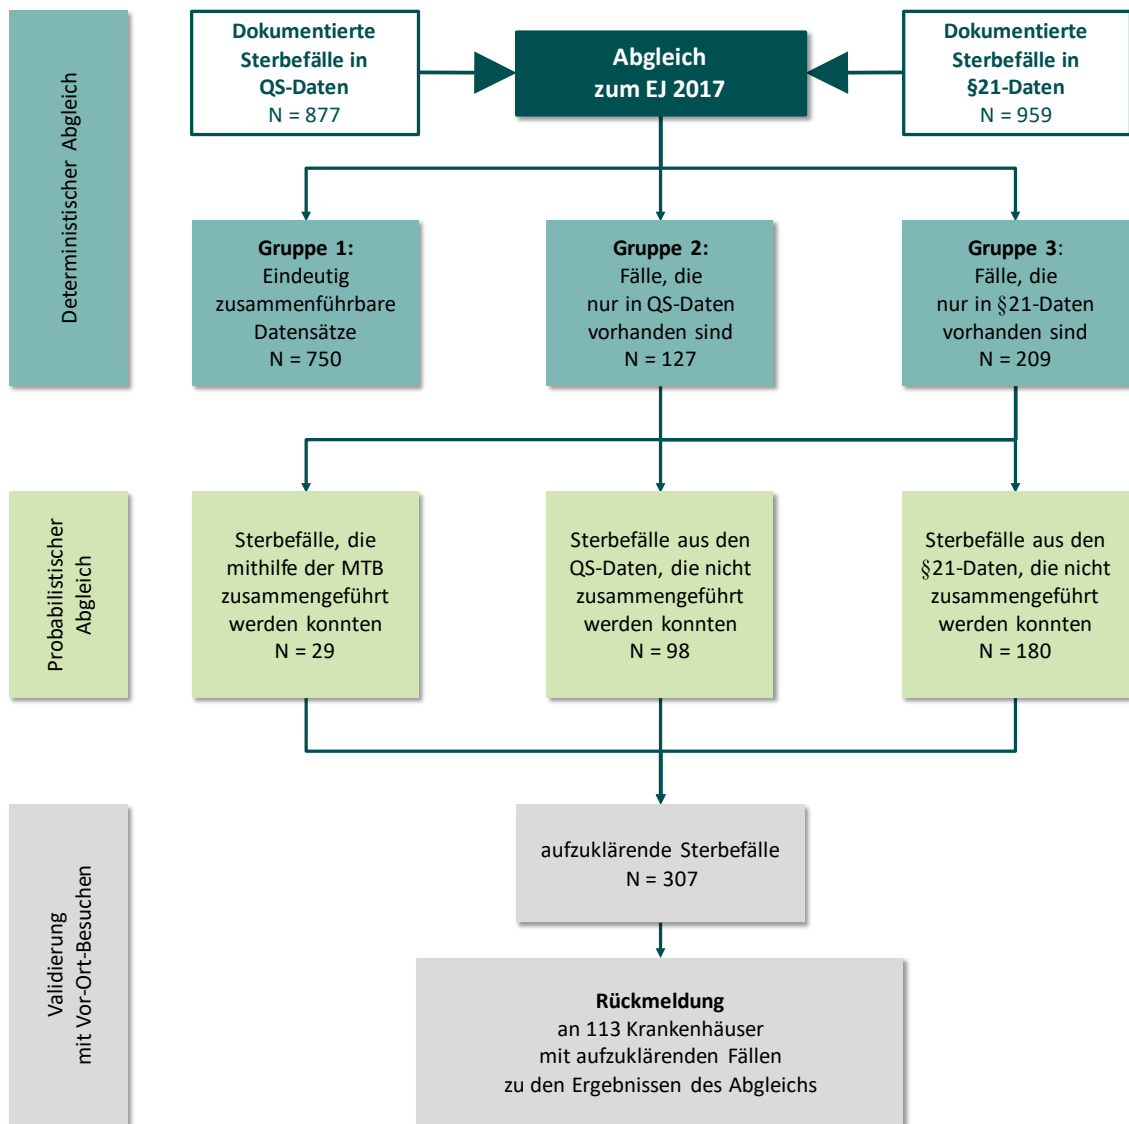 Dokumentierte
Sterbefälle in
QS-Daten
N = 877
Abgleich
zum EJ 2017
Dokumentierte
Sterbefälle in
§21-Daten
N = 959
Deterministischer Abgleich
Gruppe 1:
Eindeutig
zusammenführbare
Datensätze
N = 750
Gruppe 2:
Fälle, die
nur in QS-Daten
vorhanden sind
N = 127
Gruppe 3:
Fälle, die
nur in §21-Daten
vorhanden sind
N = 209
Probabilistischer
Abgleich
Sterbefälle, die
mithilfe der MTB
zusammengeführt
werden konnten
N = 29
Sterbefälle aus den
QS-Daten, die nicht
zusammengeführt
werden konnten
N = 98
Sterbefälle aus den
§21-Daten, die nicht
zusammengeführt
werden konnten
N = 180
Validierung
mit Vor-Ort-Besuchen
aufzuklärende Sterbefälle
N = 307
Rückmeldung
an 113 Krankenhäuser
mit aufzuklärenden Fällen
zu den Ergebnissen des Abgleichs